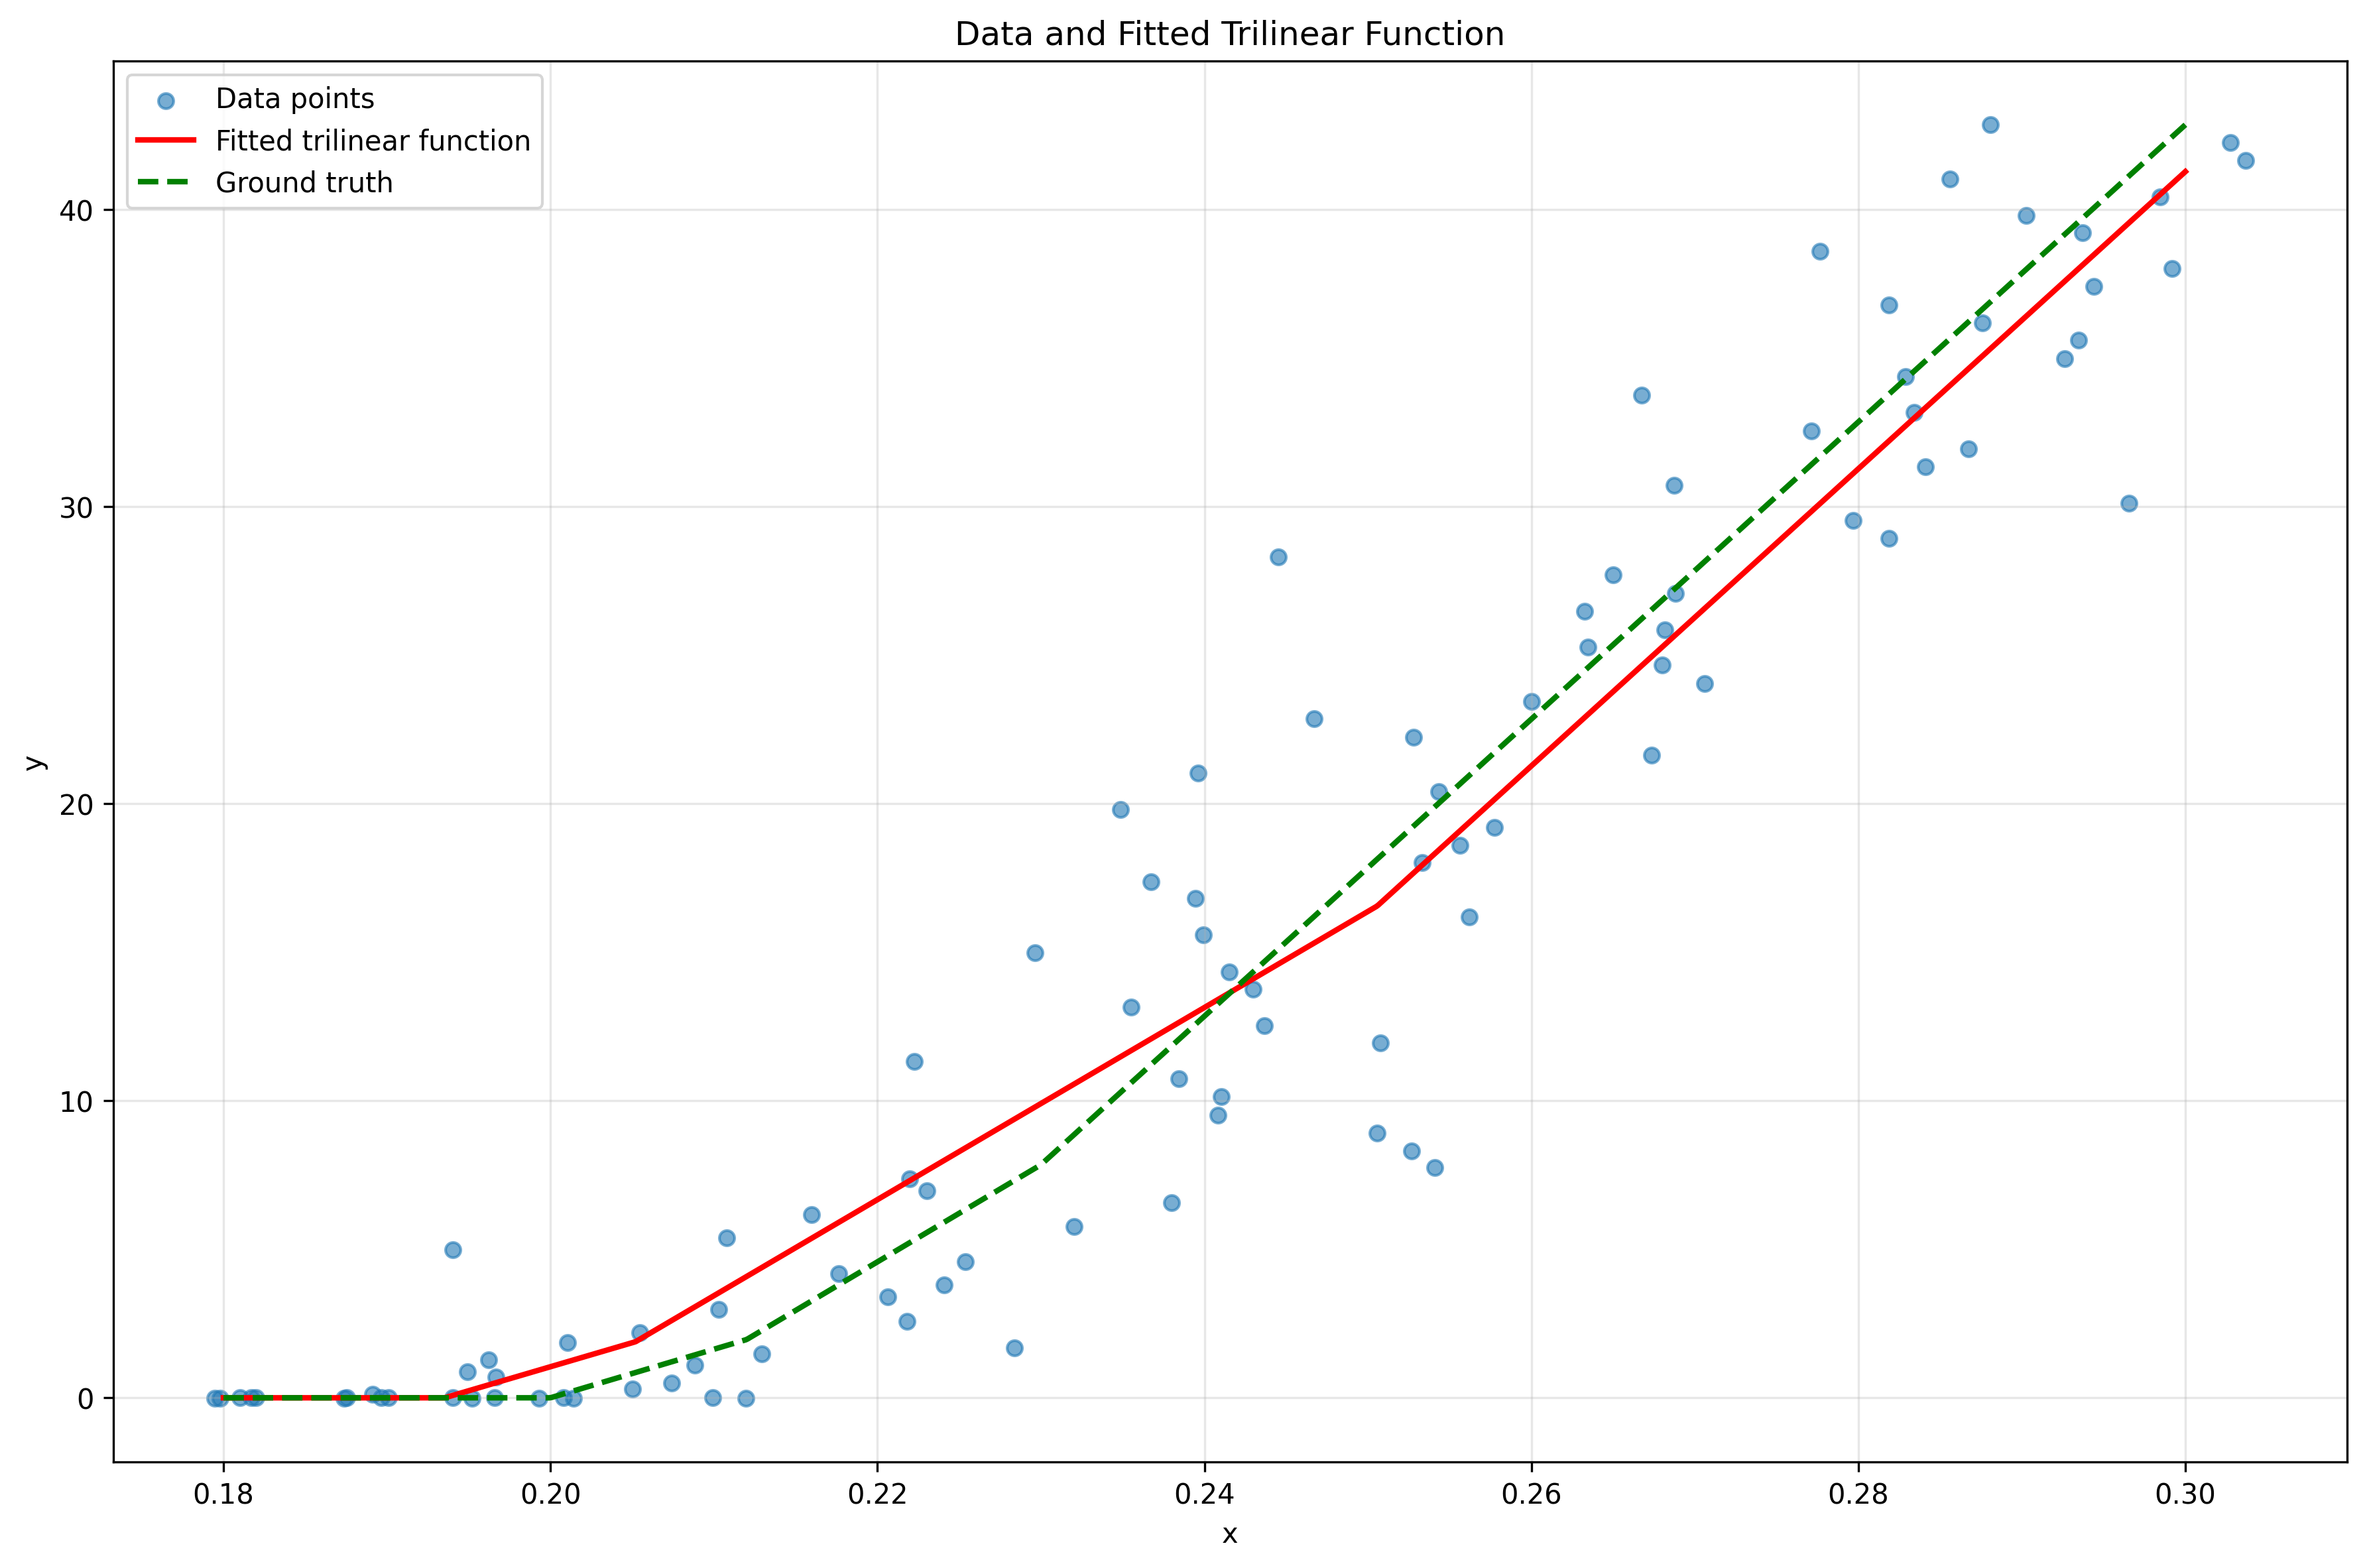 Data and Fitted Trilinear Function
Data points
Fitted trilinear function
Ground truth
40
30
20
10
0
y
0.18 0.20 0.22 0.24 0.26 0.28 0.30
x